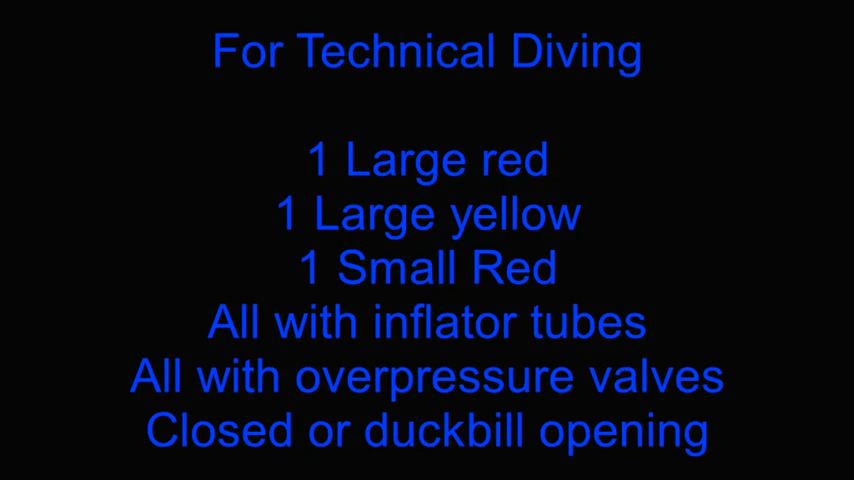 For Technical Diving
1 Large red
1 Large yellow
1 Small Red
All with inflator tubes
All with overpressure valves
Closed or duckbill opening